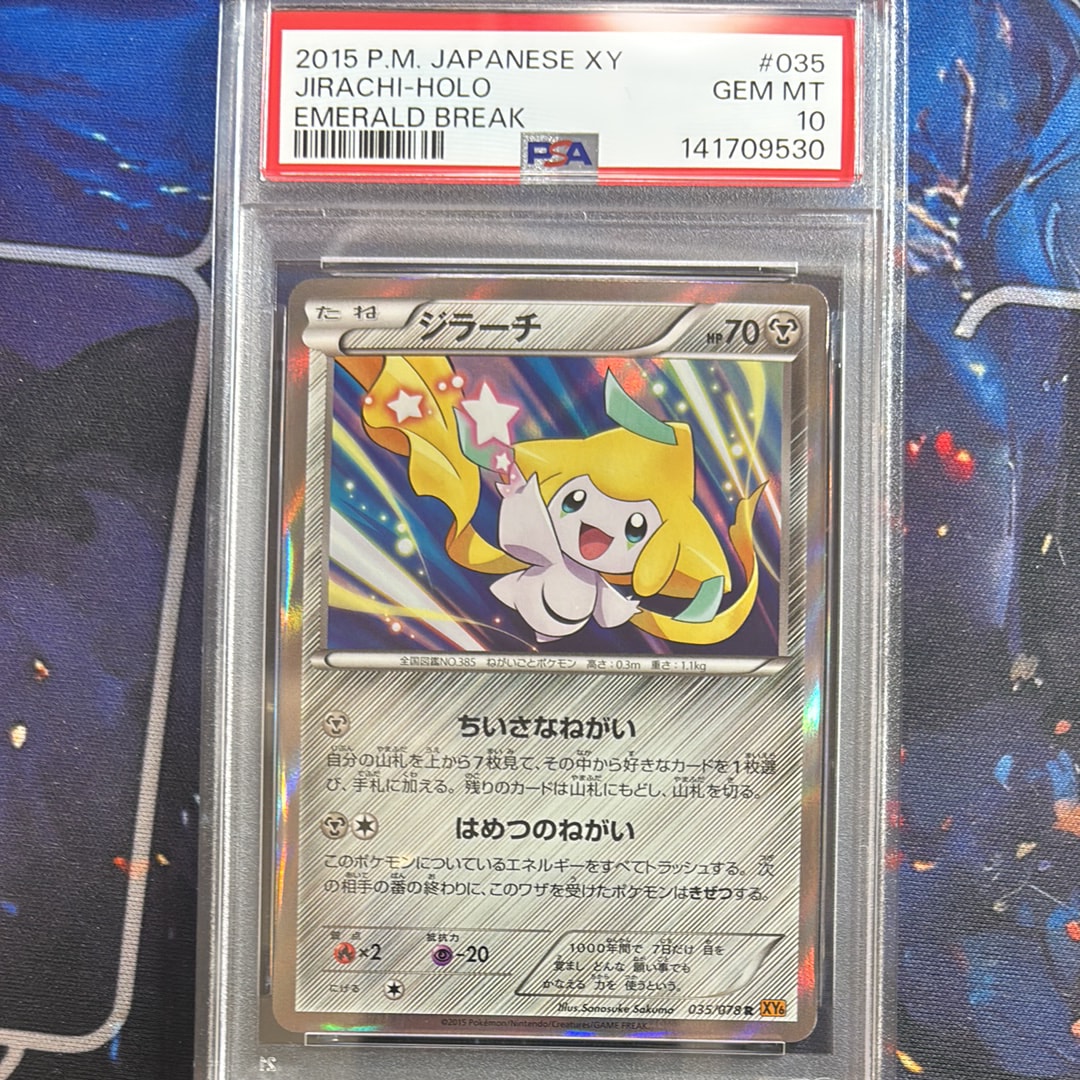 2015 P.M. JAPANESE XY #035
JIRACHI-HOLO GEM MT
EMERALD BREAK 10
PSA 141709530
たね ジラーチ HP70
全国図鑑NO.385 ねがいごとポケモン 高さ:0.3m 重さ:1.1kg
ちいさなねがい
自分の山札を上から7枚見て、その中から好きなカードを1枚選
び、手札に加える。残りのカードは山札にもどし、山札を切る。
はめつのねがい
このポケモンについているエネルギーをすべてトラッシュする。次
の相手の番の終わりに、このワザを受けたポケモンはきぜつする。
弱点 抵抗力
×2 -20
にげる
1000年間で 7日だけ 目を
覚まし どんな 願い事でも
かなえる 力を 使うという。
Illus.Sanosuke Sakuma 035/078 R XY6
©2015 Pokémon/Nintendo/Creatures/GAME FREAK